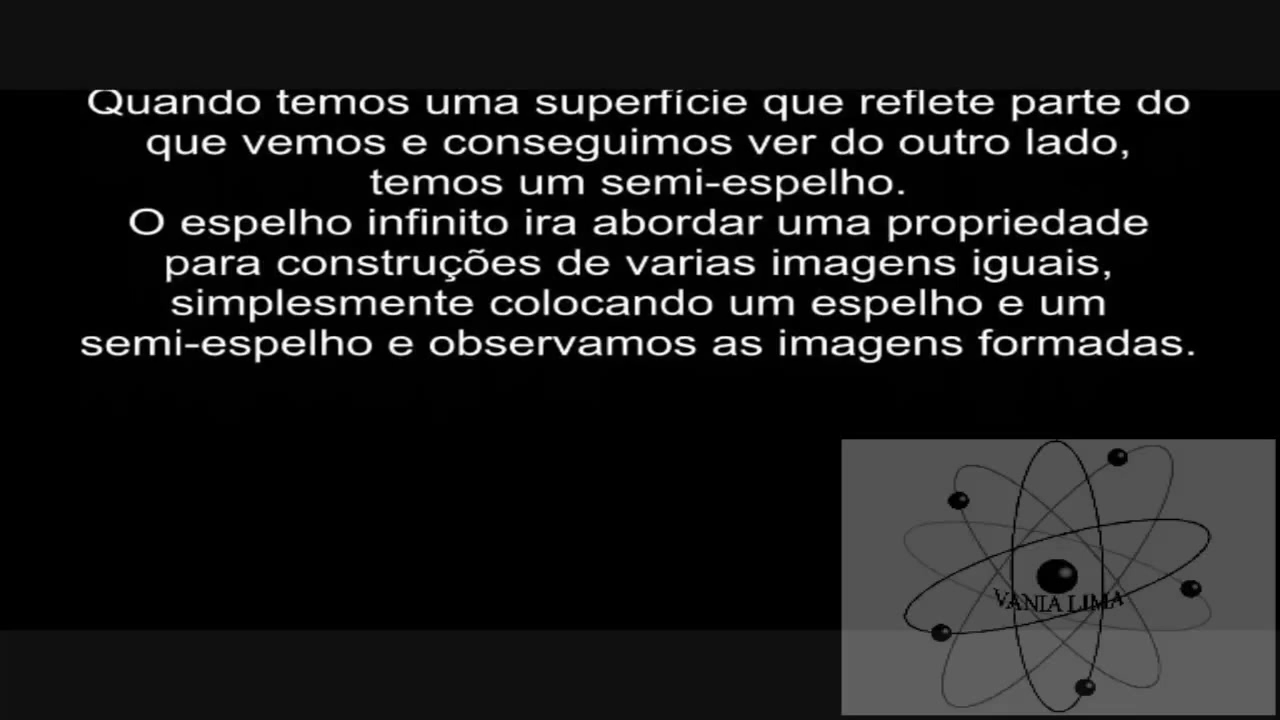 Quando temos uma superfície que reflete parte do
que vemos e conseguimos ver do outro lado,
temos um semi-espelho.
O espelho infinito ira abordar uma propriedade
para construções de varias imagens iguais,
simplesmente colocando um espelho e um
semi-espelho e observamos as imagens formadas.
VANIA LIMA